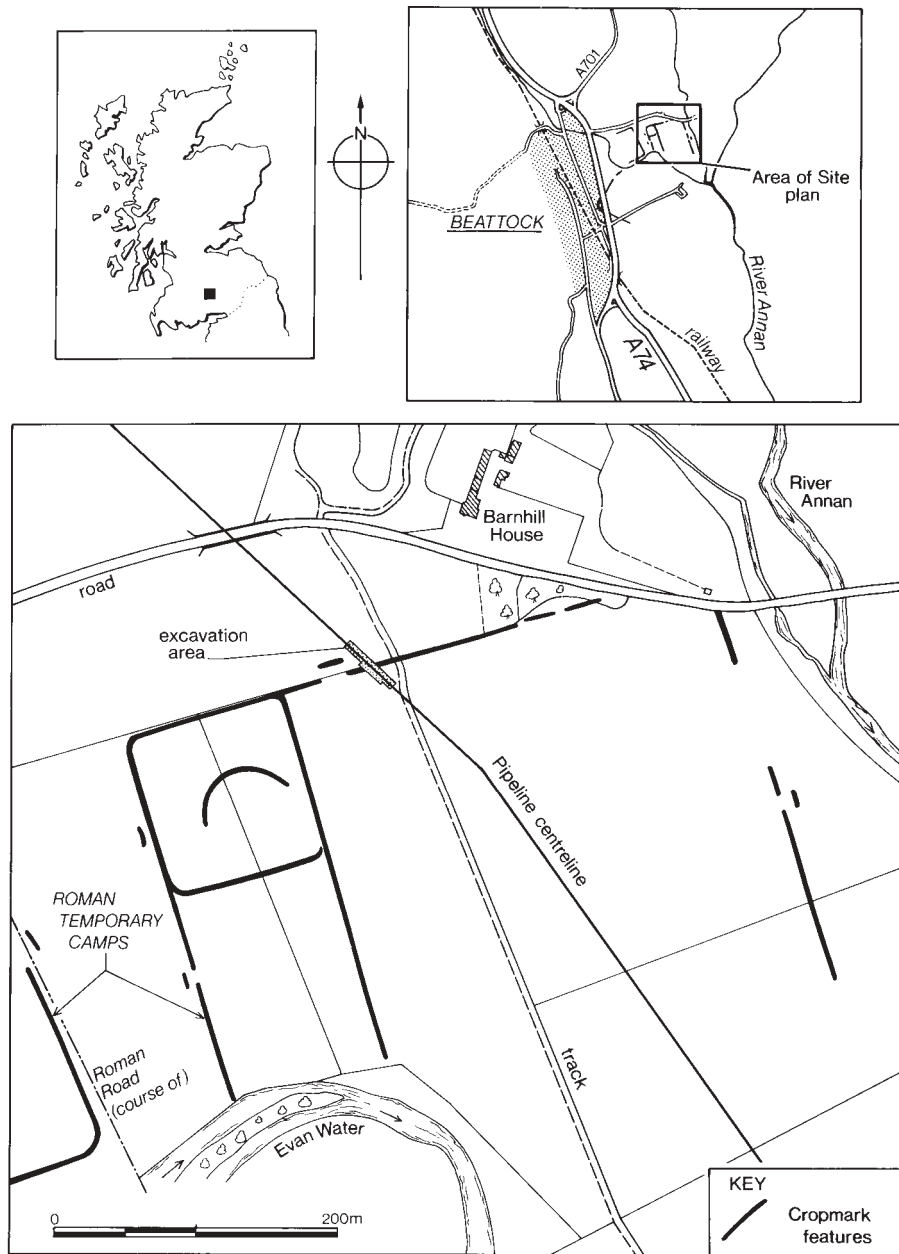 N
A701
Area of Site
plan
BEATTOCK
River Annan
railway
A74
River
Annan
Barnhill
House
road
excavation
area
Pipeline centreline
ROMAN
TEMPORARY
CAMPS
Roman
Road
(course of)
track
Evan Water
0 200m
KEY
Cropmark
features